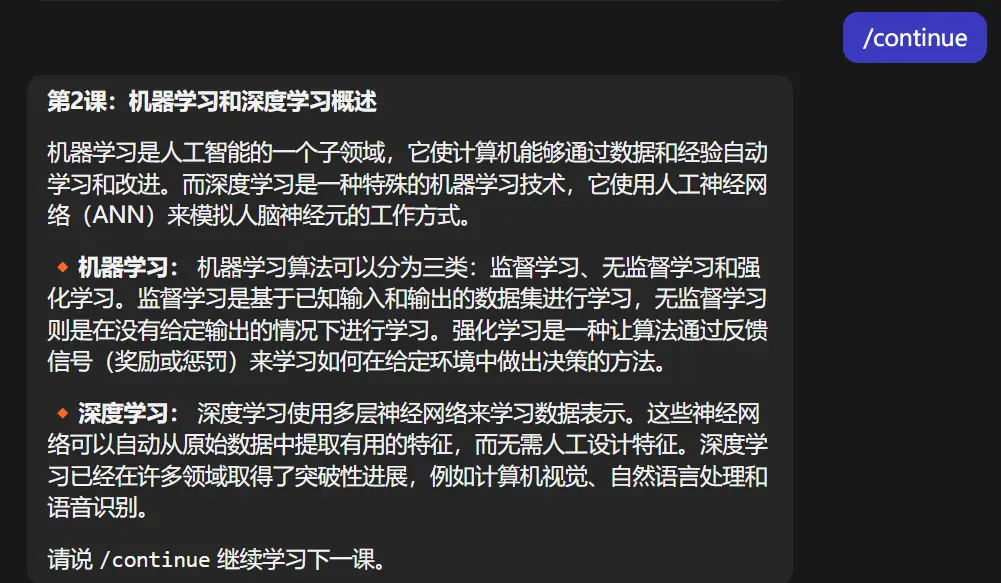 /continue
第2课：机器学习和深度学习概述
机器学习是人工智能的一个子领域，它使计算机能够通过数据和经验自动
学习和改进。而深度学习是一种特殊的机器学习技术，它使用人工神经网
络（ANN）来模拟人脑神经元的工作方式。
🔸机器学习： 机器学习算法可以分为三类：监督学习、无监督学习和强
化学习。监督学习是基于已知输入和输出的数据集进行学习，无监督学习
则是在没有给定输出的情况下进行学习。强化学习是一种让算法通过反馈
信号（奖励或惩罚）来学习如何在给定环境中做出决策的方法。
🔸深度学习： 深度学习使用多层神经网络来学习数据表示。这些神经网
络可以自动从原始数据中提取有用的特征，而无需人工设计特征。深度学
习已经在许多领域取得了突破性进展，例如计算机视觉、自然语言处理和
语音识别。
请说 /continue 继续学习下一课。